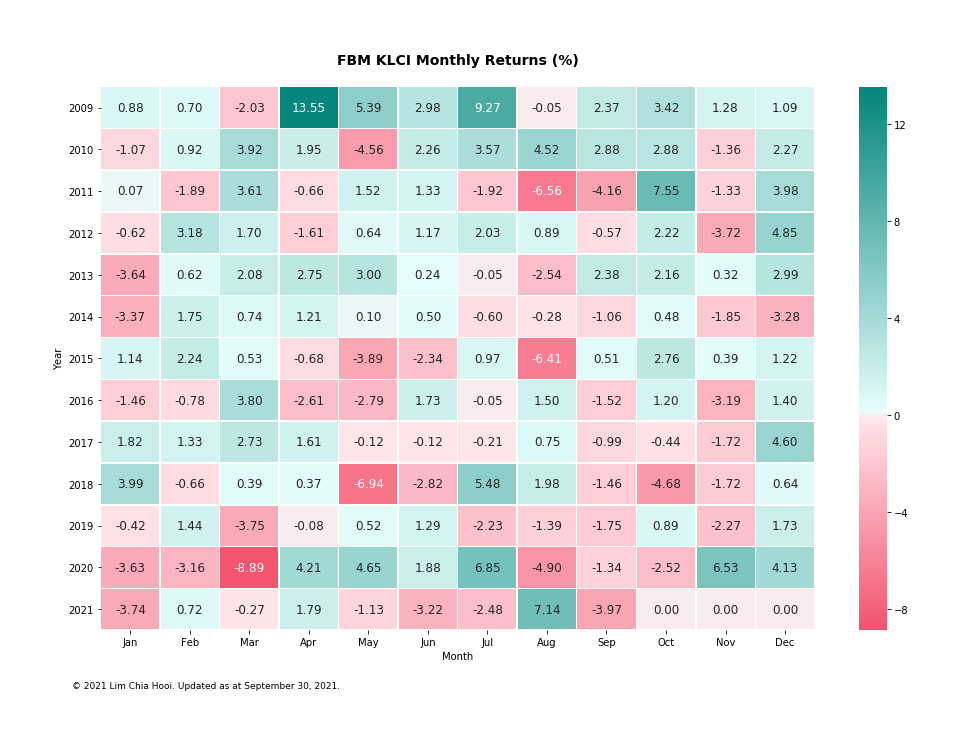 FBM KLCI Monthly Returns (%)
2009 0.88 0.70 -2.03 13.55 5.39 2.98 9.27 -0.05 2.37 3.42 1.28 1.09
12
2010 -1.07 0.92 3.92 1.95 -4.56 2.26 3.57 4.52 2.88 2.88 -1.36 2.27
2011 0.07 -1.89 3.61 -0.66 1.52 1.33 -1.92 -6.56 -4.16 7.55 -1.33 3.98
8
2012 -0.62 3.18 1.70 -1.61 0.64 1.17 2.03 0.89 -0.57 2.22 -3.72 4.85
2013 -3.64 0.62 2.08 2.75 3.00 0.24 -0.05 -2.54 2.38 2.16 0.32 2.99
2014 -3.37 1.75 0.74 1.21 0.10 0.50 -0.60 -0.28 -1.06 0.48 -1.85 -3.28
4
Year
2015 1.14 2.24 0.53 -0.68 -3.89 -2.34 0.97 -6.41 0.51 2.76 0.39 1.22
2016 -1.46 -0.78 3.80 -2.61 -2.79 1.73 -0.05 1.50 -1.52 1.20 -3.19 1.40
0
2017 1.82 1.33 2.73 1.61 -0.12 -0.12 -0.21 0.75 -0.99 -0.44 -1.72 4.60
2018 3.99 -0.66 0.39 0.37 -6.94 -2.82 5.48 1.98 -1.46 -4.68 -1.72 0.64
−4
2019 -0.42 1.44 -3.75 -0.08 0.52 1.29 -2.23 -1.39 -1.75 0.89 -2.27 1.73
2020 -3.63 -3.16 -8.89 4.21 4.65 1.88 6.85 -4.90 -1.34 -2.52 6.53 4.13
2021 -3.74 0.72 -0.27 1.79 -1.13 -3.22 -2.48 7.14 -3.97 0.00 0.00 0.00
−8
Jan Feb Mar Apr May Jun Jul Aug Sep Oct Nov Dec
Month
© 2021 Lim Chia Hooi. Updated as at September 30, 2021.